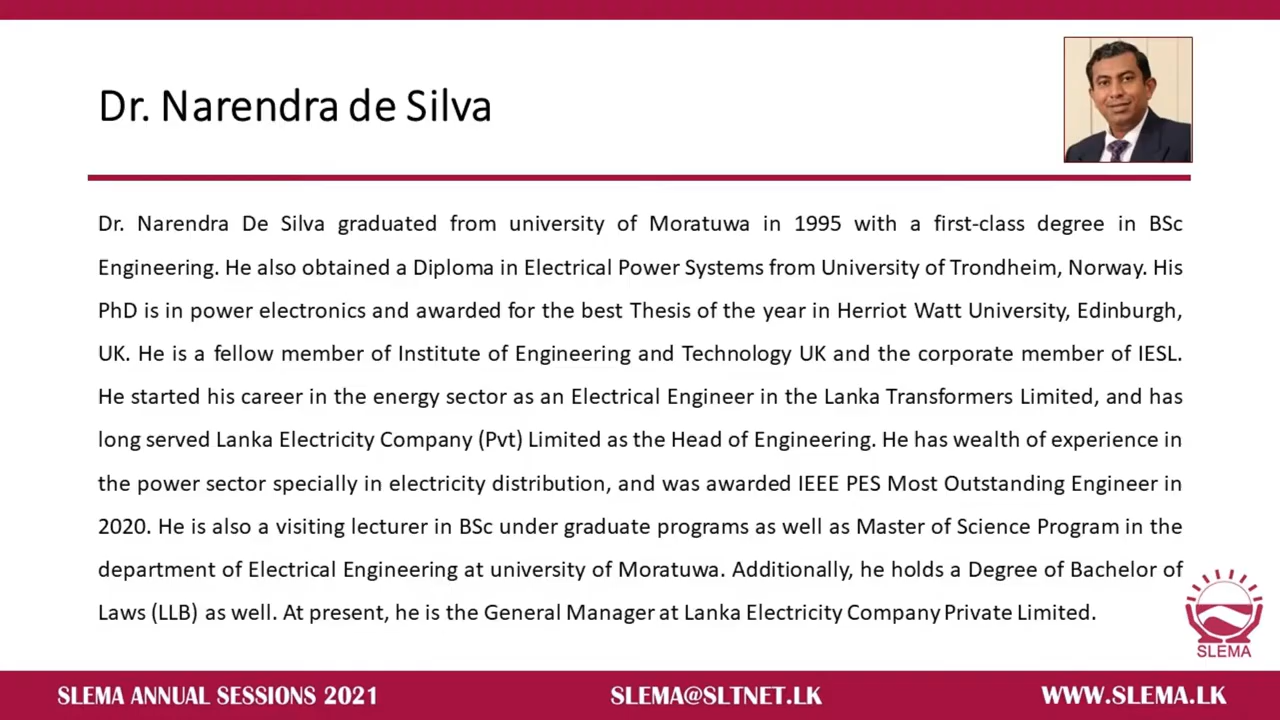 Dr. Narendra de Silva
Dr. Narendra De Silva graduated from university of Moratuwa in 1995 with a first-class degree in BSc
Engineering. He also obtained a Diploma in Electrical Power Systems from University of Trondheim, Norway. His
PhD is in power electronics and awarded for the best Thesis of the year in Herriot Watt University, Edinburgh,
UK. He is a fellow member of Institute of Engineering and Technology UK and the corporate member of IESL.
He started his career in the energy sector as an Electrical Engineer in the Lanka Transformers Limited, and has
long served Lanka Electricity Company (Pvt) Limited as the Head of Engineering. He has wealth of experience in
the power sector specially in electricity distribution, and was awarded IEEE PES Most Outstanding Engineer in
2020. He is also a visiting lecturer in BSc under graduate programs as well as Master of Science Program in the
department of Electrical Engineering at university of Moratuwa. Additionally, he holds a Degree of Bachelor of
Laws (LLB) as well. At present, he is the General Manager at Lanka Electricity Company Private Limited.
SLEMA
SLEMA ANNUAL SESSIONS 2021
SLEMA@SLTNET.LK
WWW.SLEMA.LK